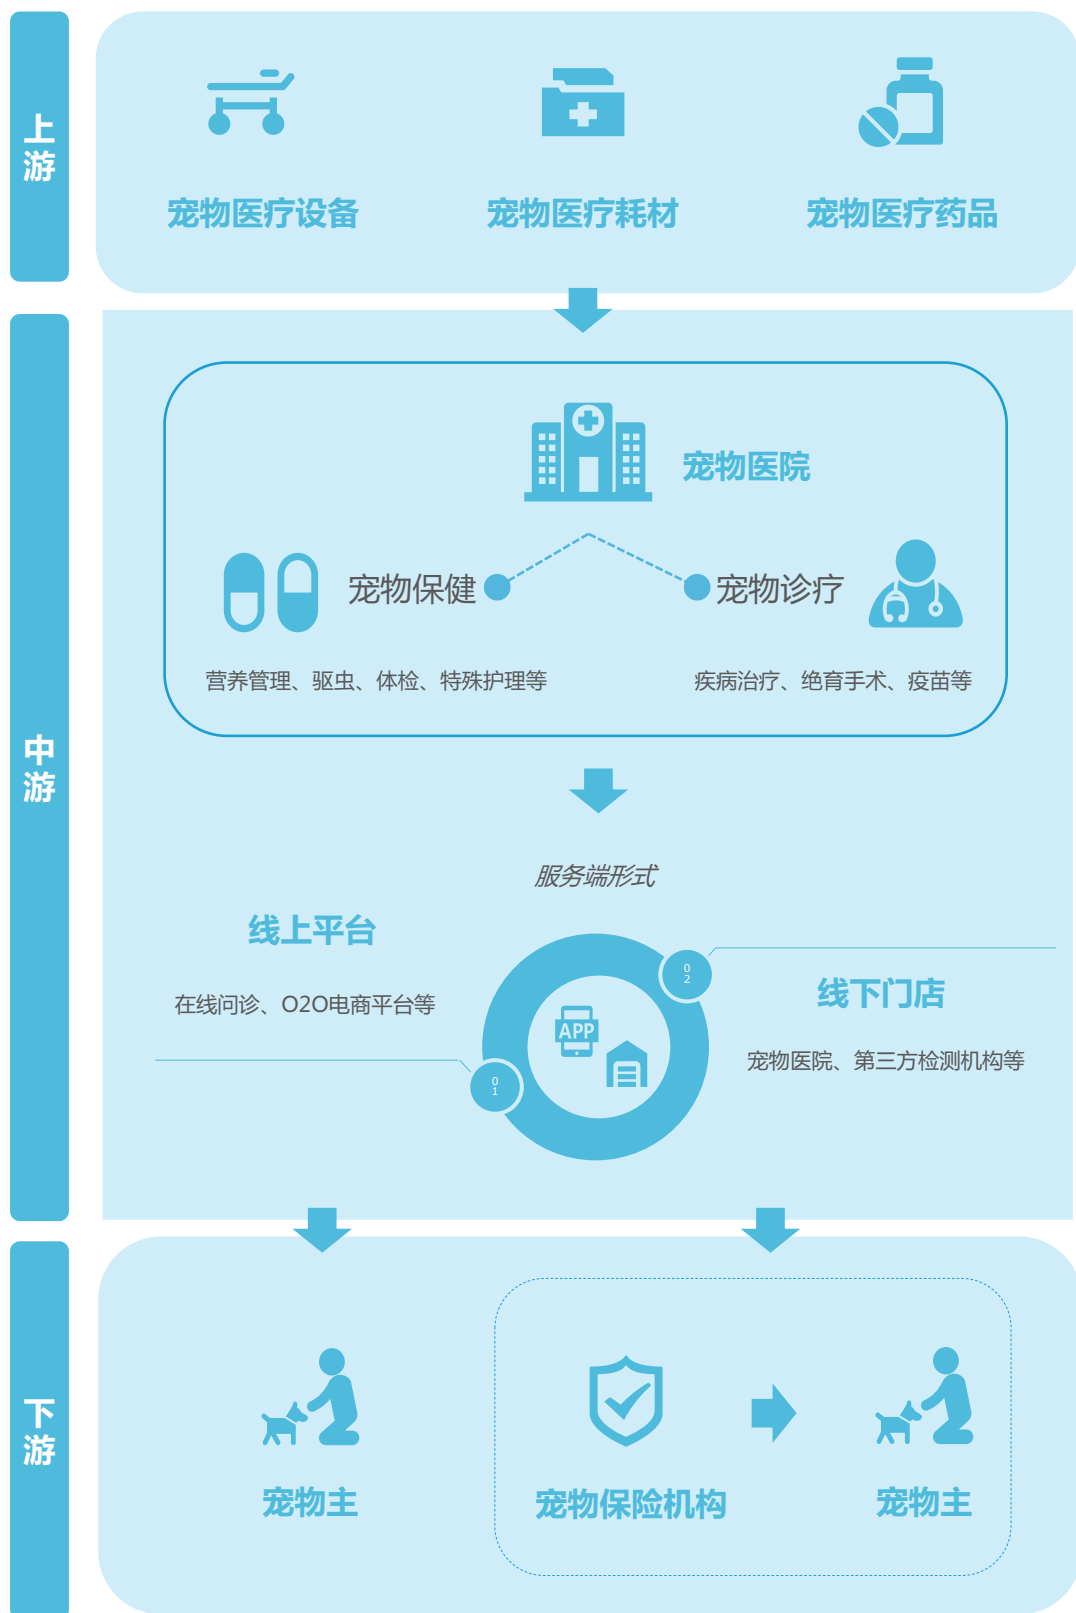 上游
宠物医疗设备
宠物医疗耗材
宠物医疗药品
中游
宠物医院
宠物保健
宠物诊疗
营养管理、驱虫、体检、特殊护理等
疾病治疗、绝育手术、疫苗等
服务端形式
线上平台
在线问诊、O2O电商平台等
01
02
APP
线下门店
宠物医院、第三方检测机构等
下游
宠物主
宠物保险机构
宠物主